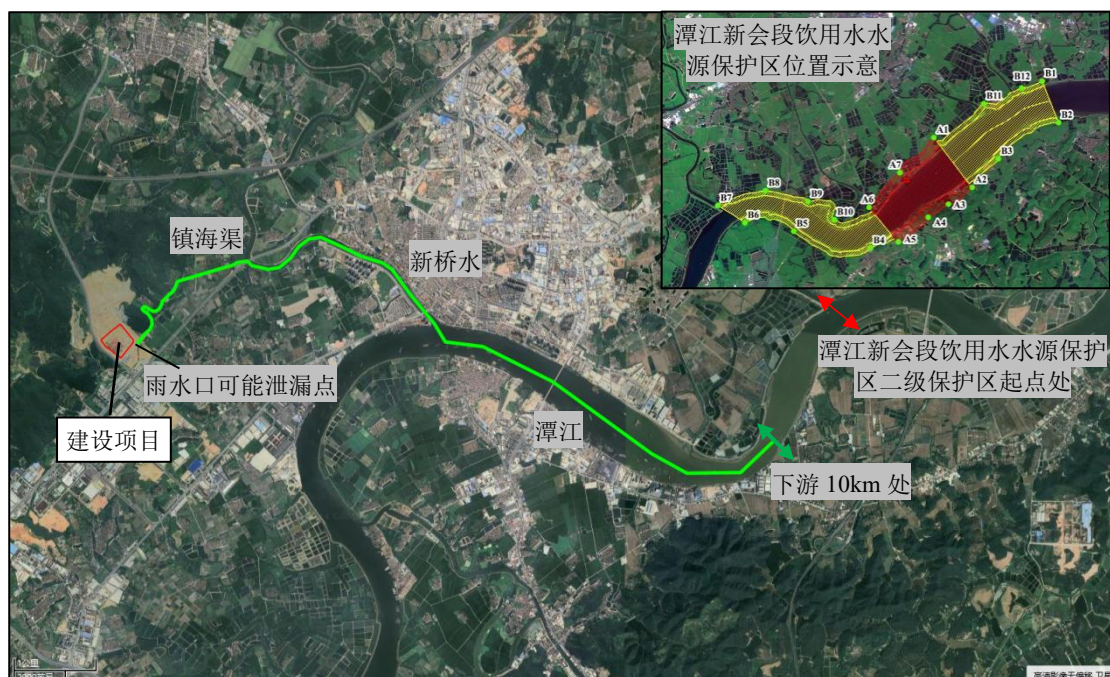 潭江新会段饮用水水
源保护区位置示意
B1
B12
B11
B2
A1
B3
A7
A2
B8
B9
A6
A3
B7
B10
A4
B6
B5
B4
A5
镇海渠
新桥水
雨水口可能泄漏点
潭江新会段饮用水水源保护
区二级保护区起点处
建设项目
潭江
下游 10km 处
1公里